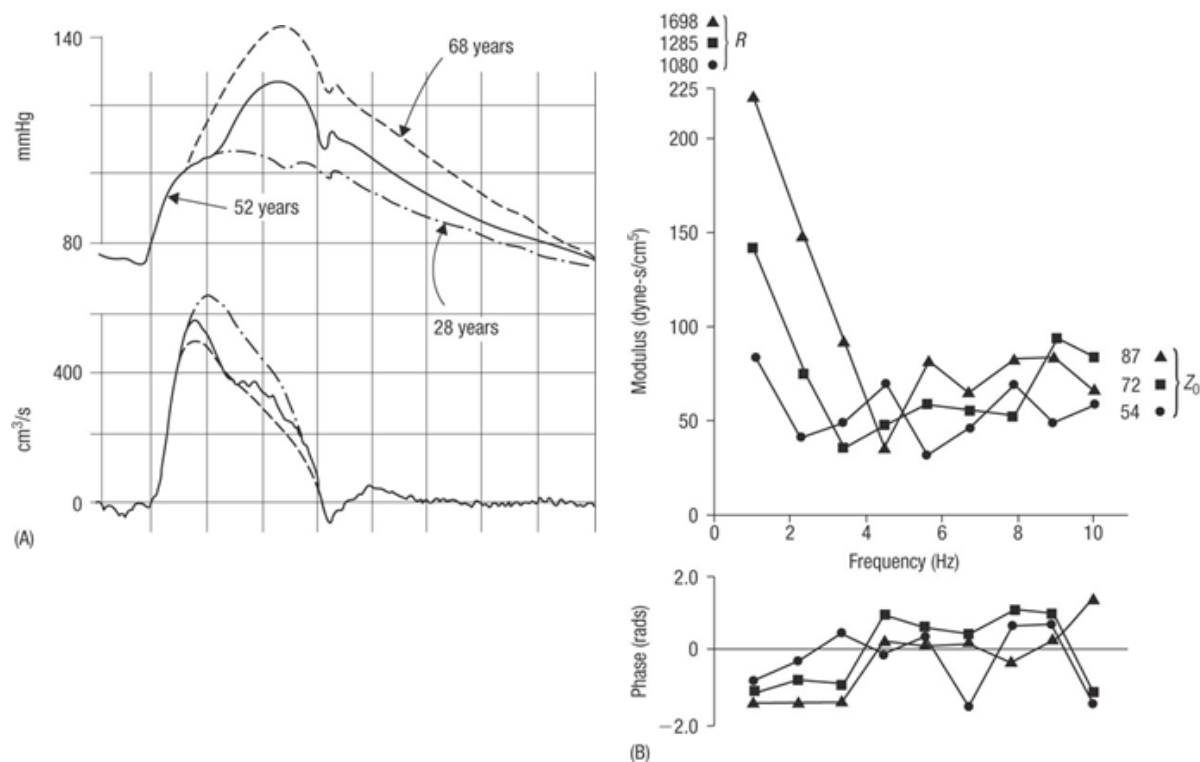 140
mmHg
80
68 years
52 years
28 years
400
cm³/s
0
(A)
1698 ▲
1285 ■
1080 ●
R
225
200
150
100
50
0
Modulus (dyne-s/cm⁵)
0 2 4 6 8 10
Frequency (Hz)
87 ▲
72 ■
54 ●
Z₀
2.0
0
−2.0
Phase (rads)
(B)